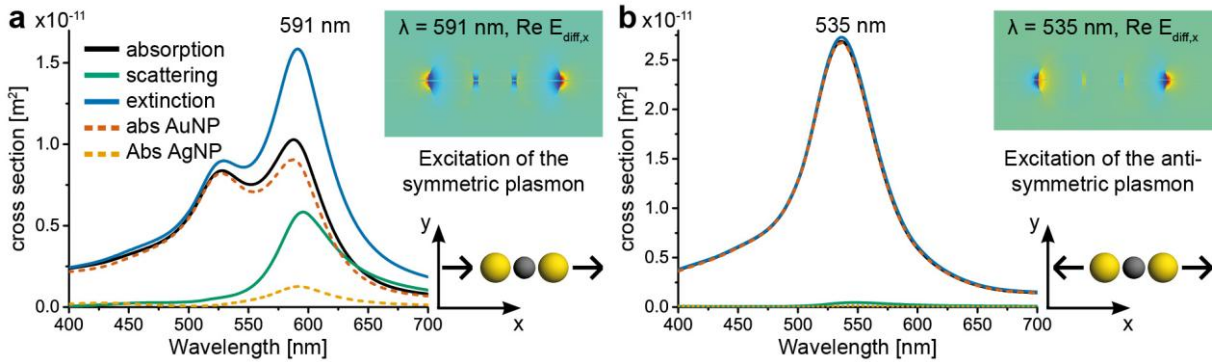 a
x10⁻¹¹
591 nm
absorption
scattering
extinction
abs AuNP
Abs AgNP
cross section [m²]
1.5
1.0
0.5
0.0
400 450 500 550 600 650 700
Wavelength [nm]
λ = 591 nm, Re E_diff,x
Excitation of the
symmetric plasmon
y
x
b
x10⁻¹¹
535 nm
cross section [m²]
2.5
2.0
1.5
1.0
0.5
0.0
400 450 500 550 600 650 700
Wavelength [nm]
λ = 535 nm, Re E_diff,x
Excitation of the anti-
symmetric plasmon
y
x